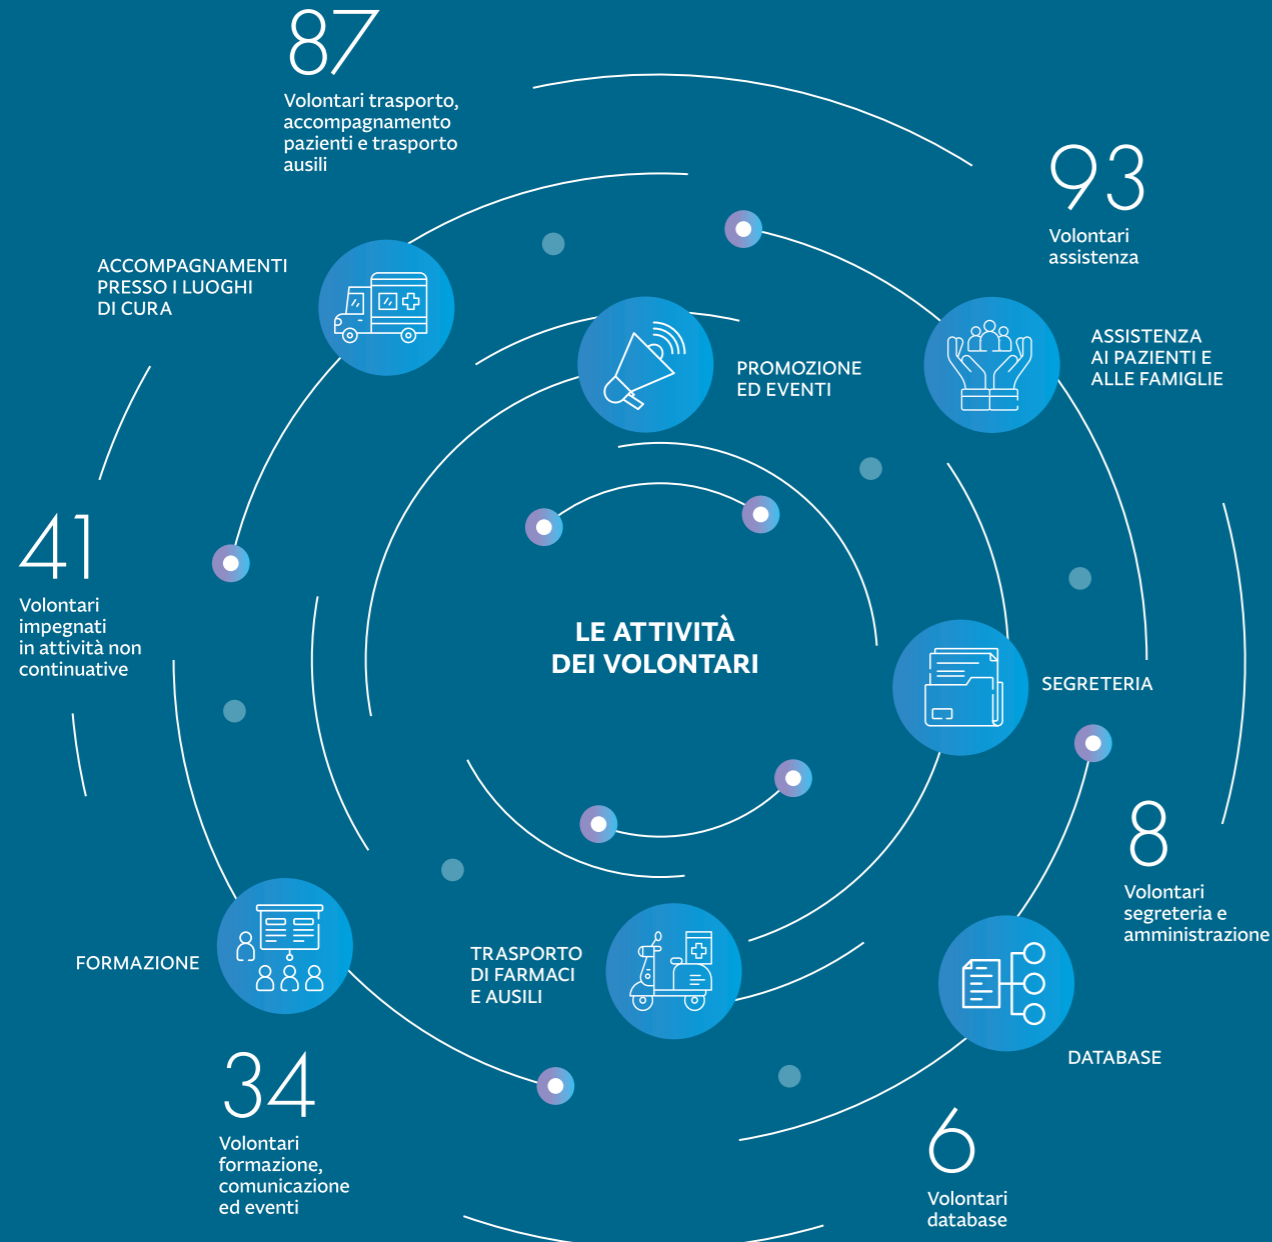 87
Volontari trasporto,
accompagnamento
pazienti e trasporto
ausili
93
Volontari
assistenza
ACCOMPAGNAMENTI
PRESSO I LUOGHI
DI CURA
PROMOZIONE
ED EVENTI
ASSISTENZA
AI PAZIENTI E
ALLE FAMIGLIE
41
Volontari
impegnati
in attività non
continuative
LE ATTIVITÀ
DEI VOLONTARI
SEGRETERIA
8
Volontari
segreteria e
amministrazione
FORMAZIONE
TRASPORTO
DI FARMACI
E AUSILI
DATABASE
34
Volontari
formazione,
comunicazione
ed eventi
6
Volontari
database